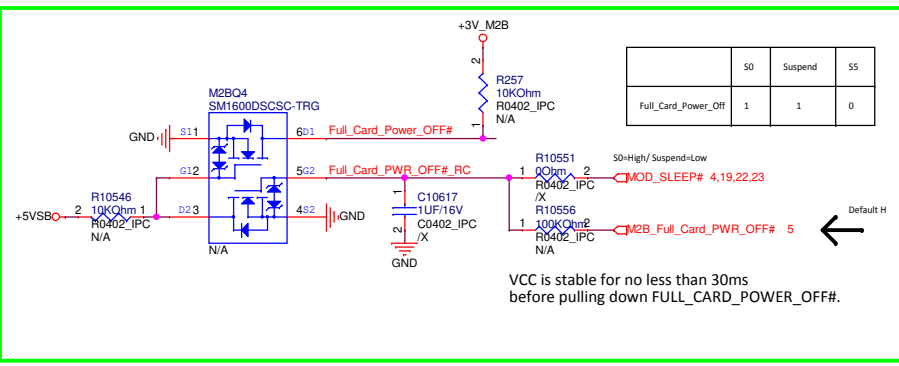 +3V_M2B
2
R257
10KOhm
R0402_IPC
N/A
1
S0 Suspend S5
Full_Card_Power_Off 1 1 0
M2BQ4
SM1600DSCSC-TRG
GND S1 1 6 D1 Full_Card_Power_OFF#
G1 2 5 G2 Full_Card_PWR_OFF#_RC
D2 3 4 S2 GND
N/A
R10546
+5VSB 2 10KOhm 1
R0402_IPC
N/A
1
C10617
1UF/16V
C0402_IPC
2
/X
GND
S0=High/ Suspend=Low
R10551
1 0Ohm 2 MOD_SLEEP# 4,19,22,23
R0402_IPC
/X
R10556
1 100KOhm 2 M2B_Full_Card_PWR_OFF# 5
R0402_IPC
N/A
Default H
VCC is stable for no less than 30ms
before pulling down FULL_CARD_POWER_OFF#.